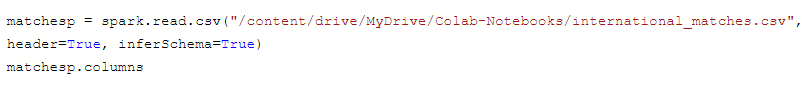 matchesp = spark.read.csv("/content/drive/MyDrive/Colab-Notebooks/international_matches.csv",
header=True, inferSchema=True)
matchesp.columns